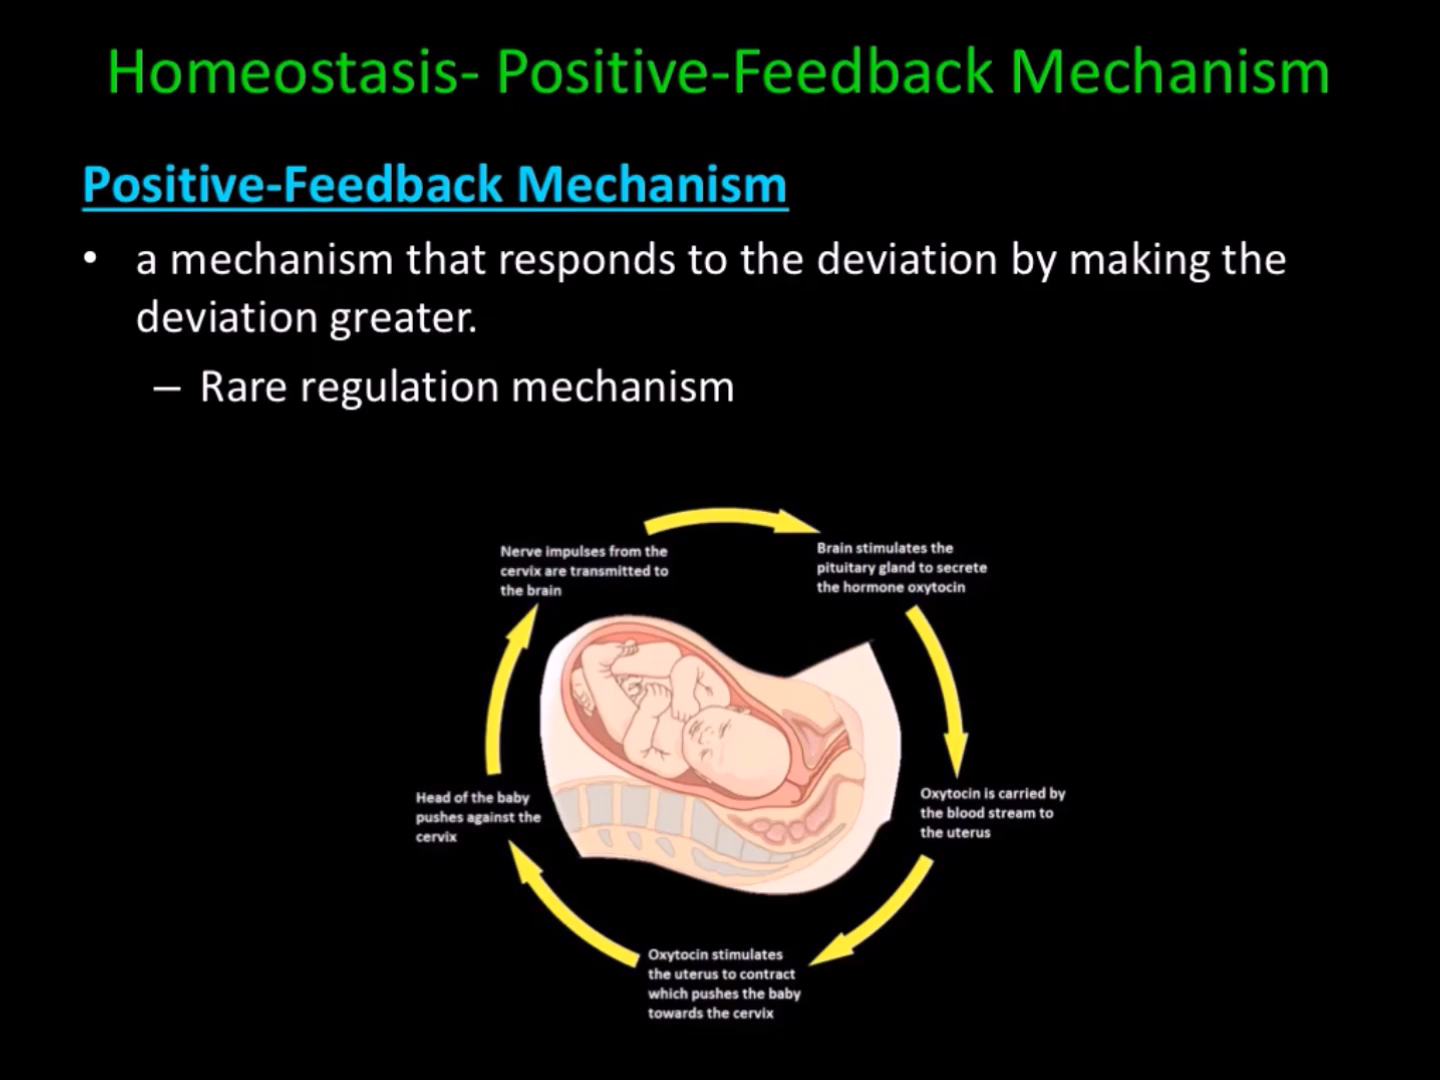 Homeostasis- Positive-Feedback Mechanism
Positive-Feedback Mechanism
• a mechanism that responds to the deviation by making the
deviation greater.
– Rare regulation mechanism
Nerve impulses from the
cervix are transmitted to
the brain
Brain stimulates the
pituitary gland to secrete
the hormone oxytocin
Oxytocin is carried by
the blood stream to
the uterus
Oxytocin stimulates
the uterus to contract
which pushes the baby
towards the cervix
Head of the baby
pushes against the
cervix